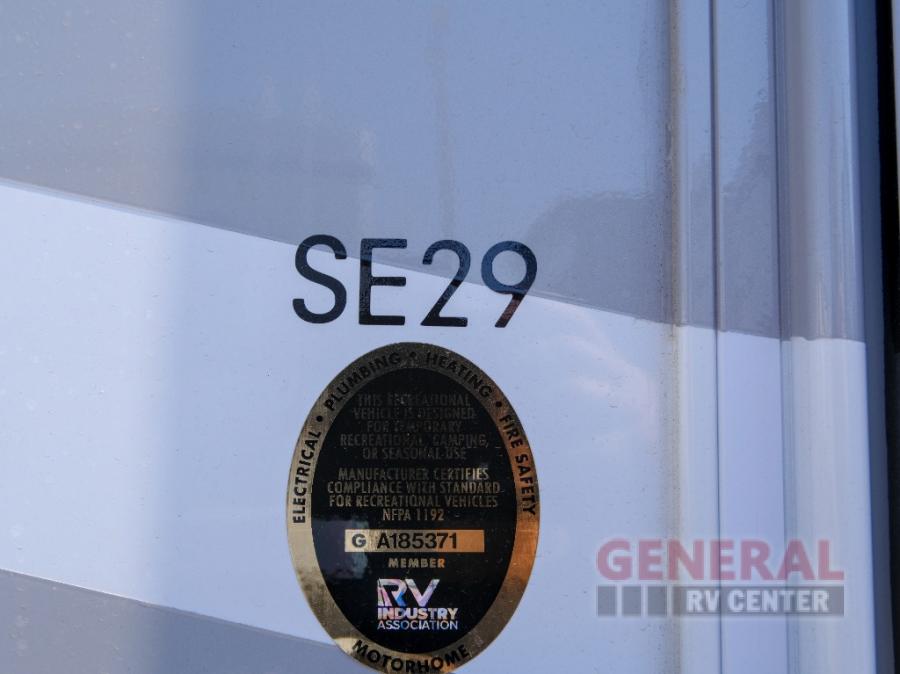 SE29
ELECTRICAL • PLUMBING • HEATING • FIRE SAFETY
THIS RECREATIONAL
VEHICLE IS DESIGNED
FOR TEMPORARY
RECREATIONAL, CAMPING,
OR SEASONAL USE
MANUFACTURER CERTIFIES
COMPLIANCE WITH STANDARD
FOR RECREATIONAL VEHICLES
NFPA 1192
G A185371
MEMBER
RV
INDUSTRY
ASSOCIATION
MOTORHOME
GENERAL
RV CENTER